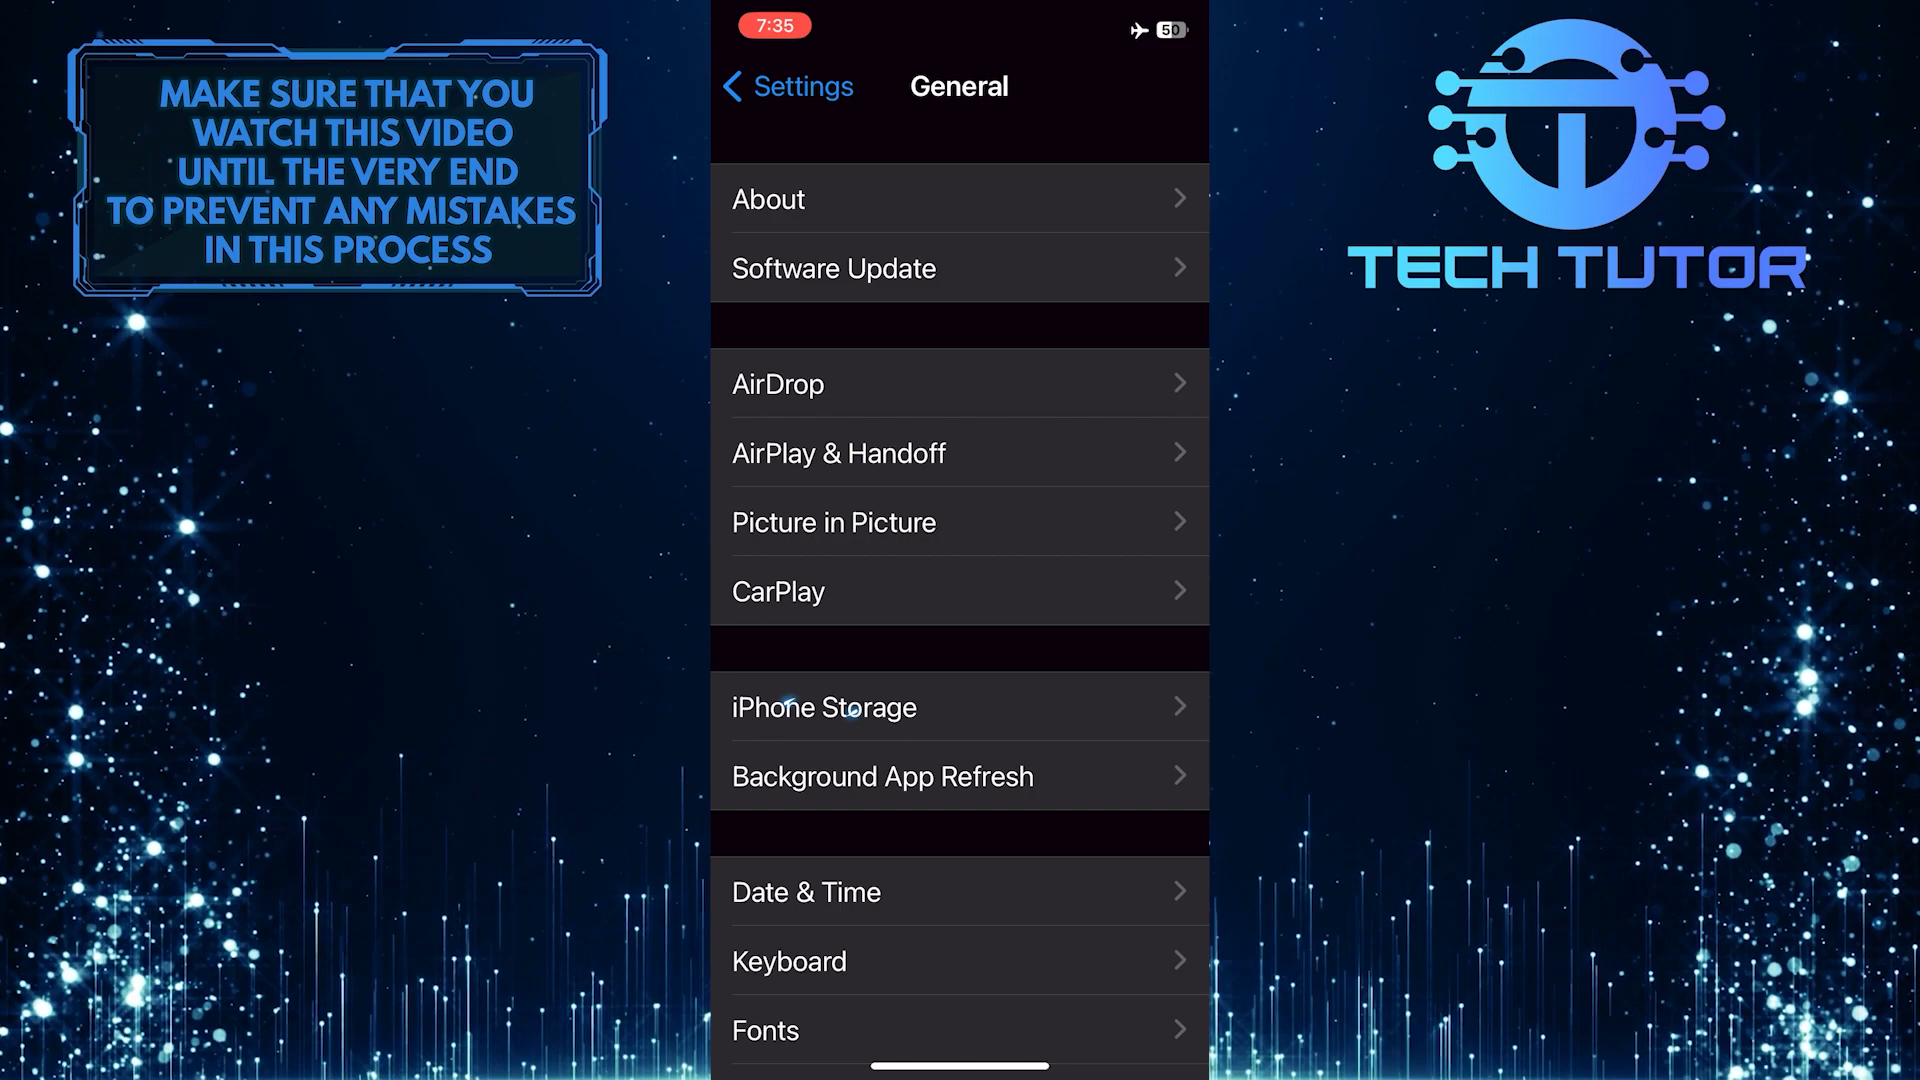 MAKE SURE THAT YOU
WATCH THIS VIDEO
UNTIL THE VERY END
TO PREVENT ANY MISTAKES
IN THIS PROCESS
7:35
50
Settings
General
About
Software Update
AirDrop
AirPlay & Handoff
Picture in Picture
CarPlay
iPhone Storage
Background App Refresh
Date & Time
Keyboard
Fonts
TECH TUTOR